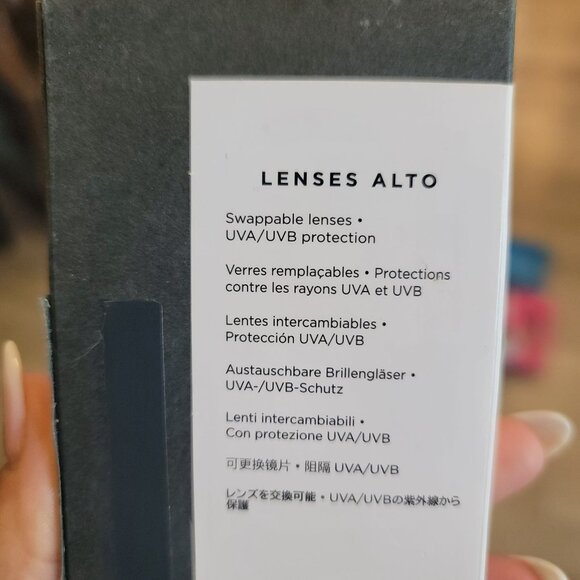 LENSES ALTO
Swappable lenses •
UVA/UVB protection
Verres remplaçables • Protections
contre les rayons UVA et UVB
Lentes intercambiables •
Protección UVA/UVB
Austauschbare Brillengläser •
UVA-/UVB-Schutz
Lenti intercambiabili •
Con protezione UVA/UVB
可更换镜片 • 阻隔 UVA/UVB
レンズを交換可能 • UVA/UVBの紫外線から
保護